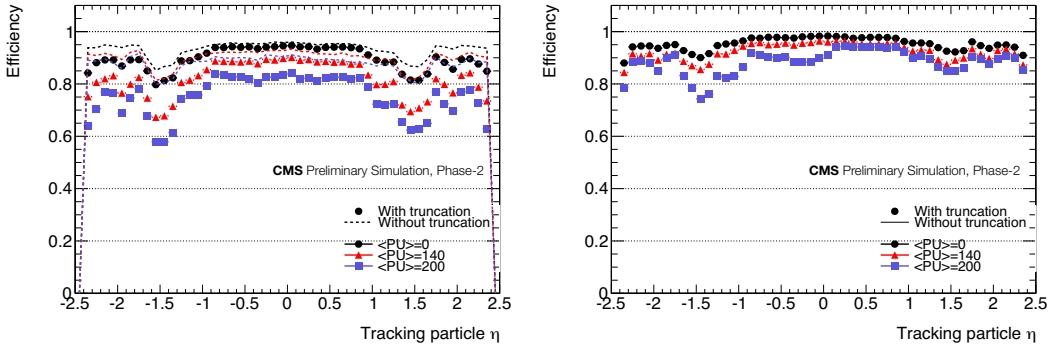 Efficiency
1
0.8
0.6
0.4
0.2
0
CMS Preliminary Simulation, Phase-2
With truncation
Without truncation
<PU>=0
<PU>=140
<PU>=200
-2.5 -2 -1.5 -1 -0.5 0 0.5 1 1.5 2 2.5
Tracking particle η
Efficiency
1
0.8
0.6
0.4
0.2
0
CMS Preliminary Simulation, Phase-2
With truncation
Without truncation
<PU>=0
<PU>=140
<PU>=200
-2.5 -2 -1.5 -1 -0.5 0 0.5 1 1.5 2 2.5
Tracking particle η